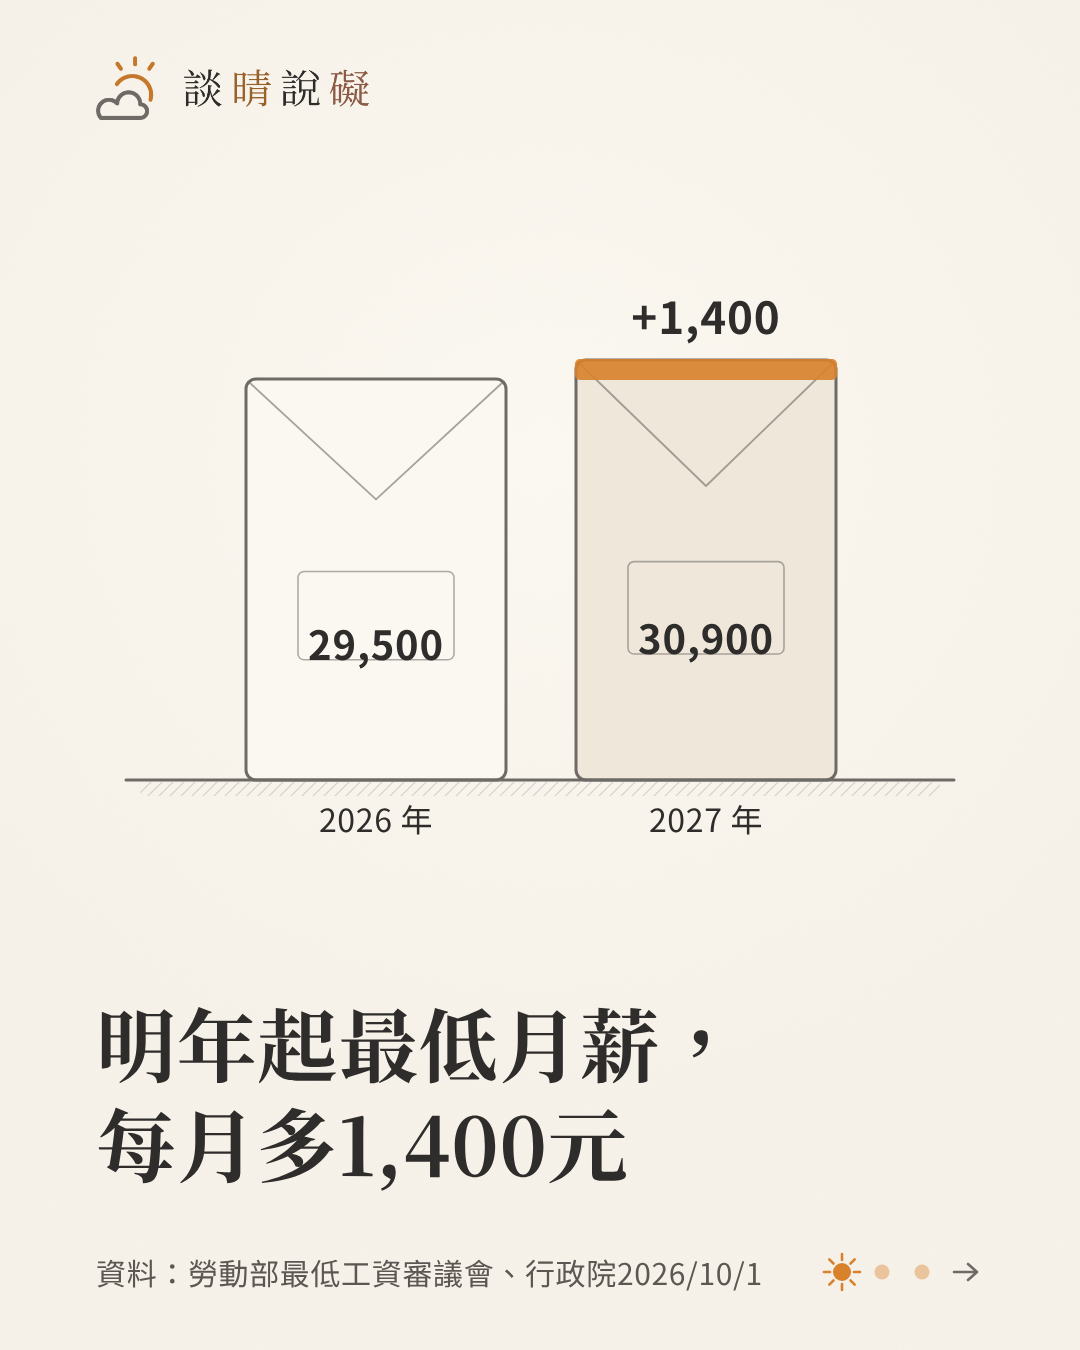 談晴說礙
+1,400
29,500
30,900
2026 年
2027 年
明年起最低月薪，
每月多1,400元
資料：勞動部最低工資審議會、行政院2026/10/1